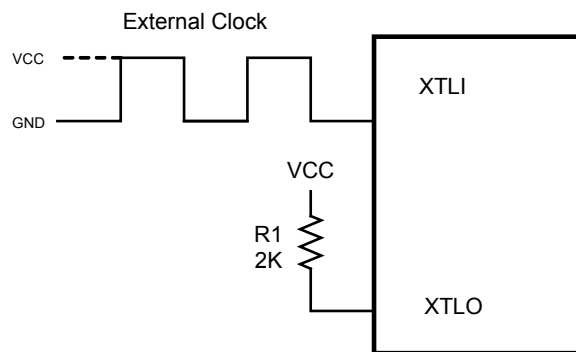 External Clock
VCC
XTLI
GND
VCC
R1
2K
XTLO